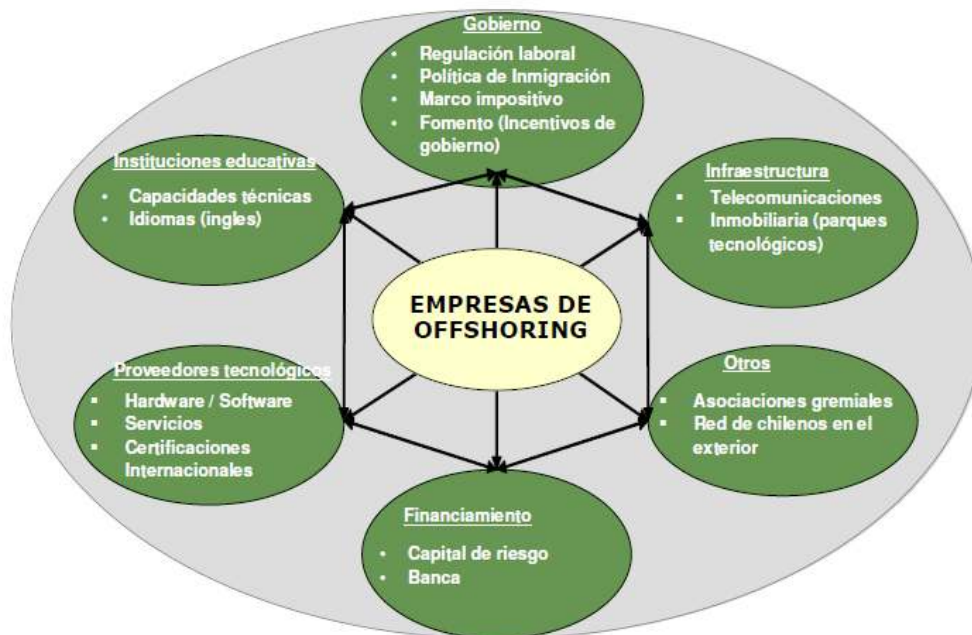 Gobierno
• Regulación laboral
• Política de Inmigración
• Marco impositivo
• Fomento (Incentivos de
gobierno)
Instituciones educativas
• Capacidades técnicas
• Idiomas (ingles)
Infraestructura
▪ Telecomunicaciones
▪ Inmobiliaria (parques
tecnológicos)
EMPRESAS DE
OFFSHORING
Proveedores tecnológicos
▪ Hardware / Software
▪ Servicios
▪ Certificaciones
Internacionales
Otros
▪ Asociaciones gremiales
▪ Red de chilenos en el
exterior
Financiamiento
• Capital de riesgo
• Banca